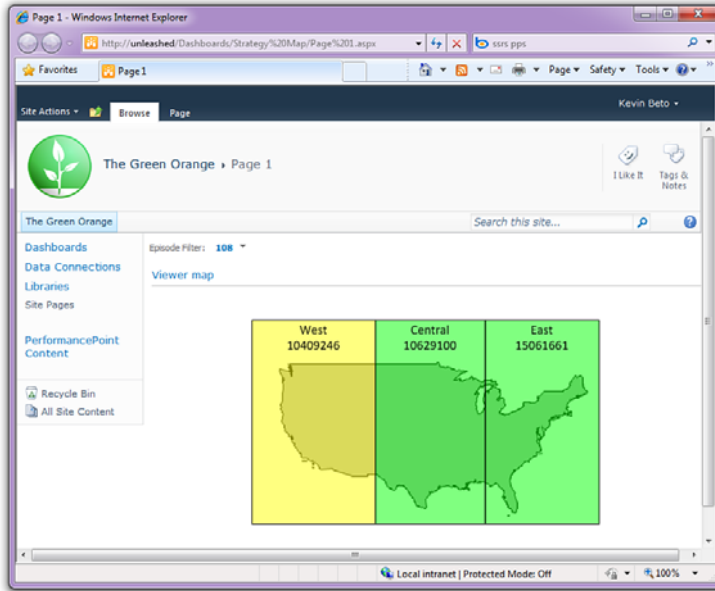 Page 1 - Windows Internet Explorer
http://unleashed/Dashboards/Strategy%20Map/Page%201.aspx
ssrs pps
Favorites
Page 1
Page
Safety
Tools
Site Actions
Browse
Page
Kevin Beto
The Green Orange
Page 1
I Like It
Tags &
Notes
The Green Orange
Search this site...
Dashboards
Data Connections
Libraries
Site Pages
PerformancePoint
Content
Recycle Bin
All Site Content
Episode Filter: 108
Viewer map
West
10409246
Central
10629100
East
15061661
Local intranet | Protected Mode: Off
100%